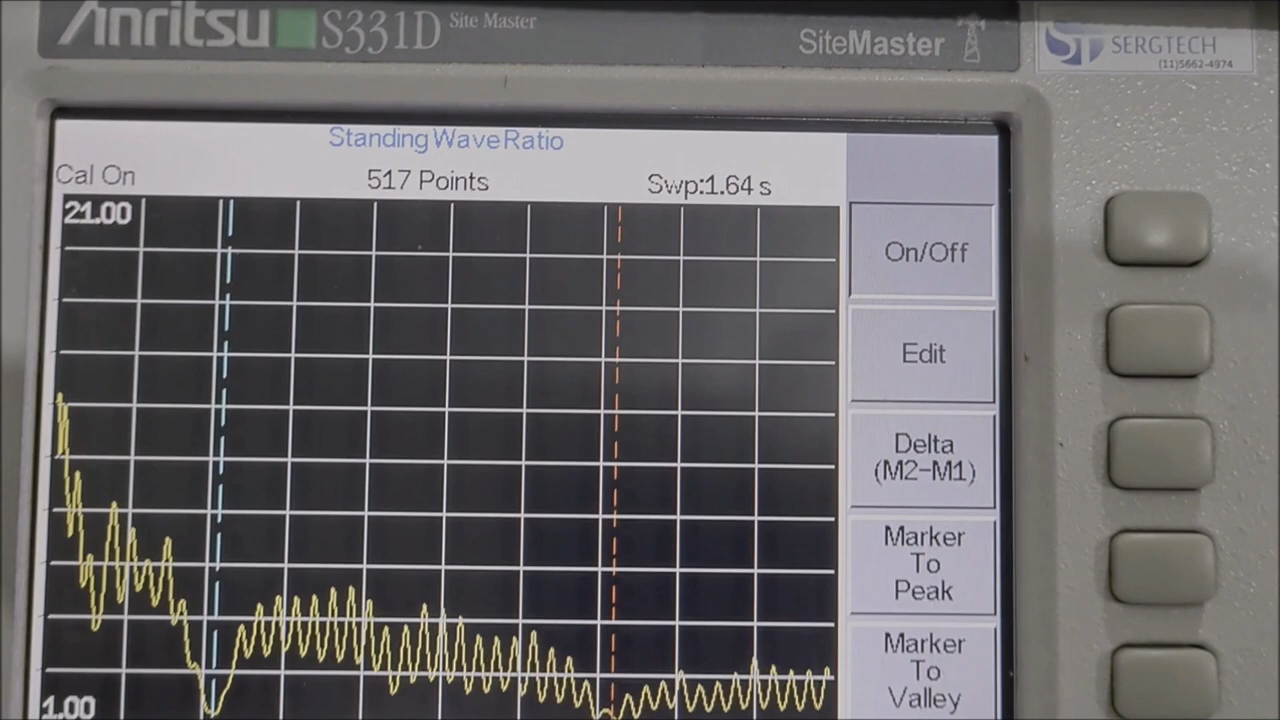 Anritsu S331D Site Master
SiteMaster
ST SERGTECH
(11)5662-4974
Standing Wave Ratio
Cal On 517 Points Swp:1.64 s
21.00
1.00
On/Off
Edit
Delta
(M2-M1)
Marker
To
Peak
Marker
To
Valley